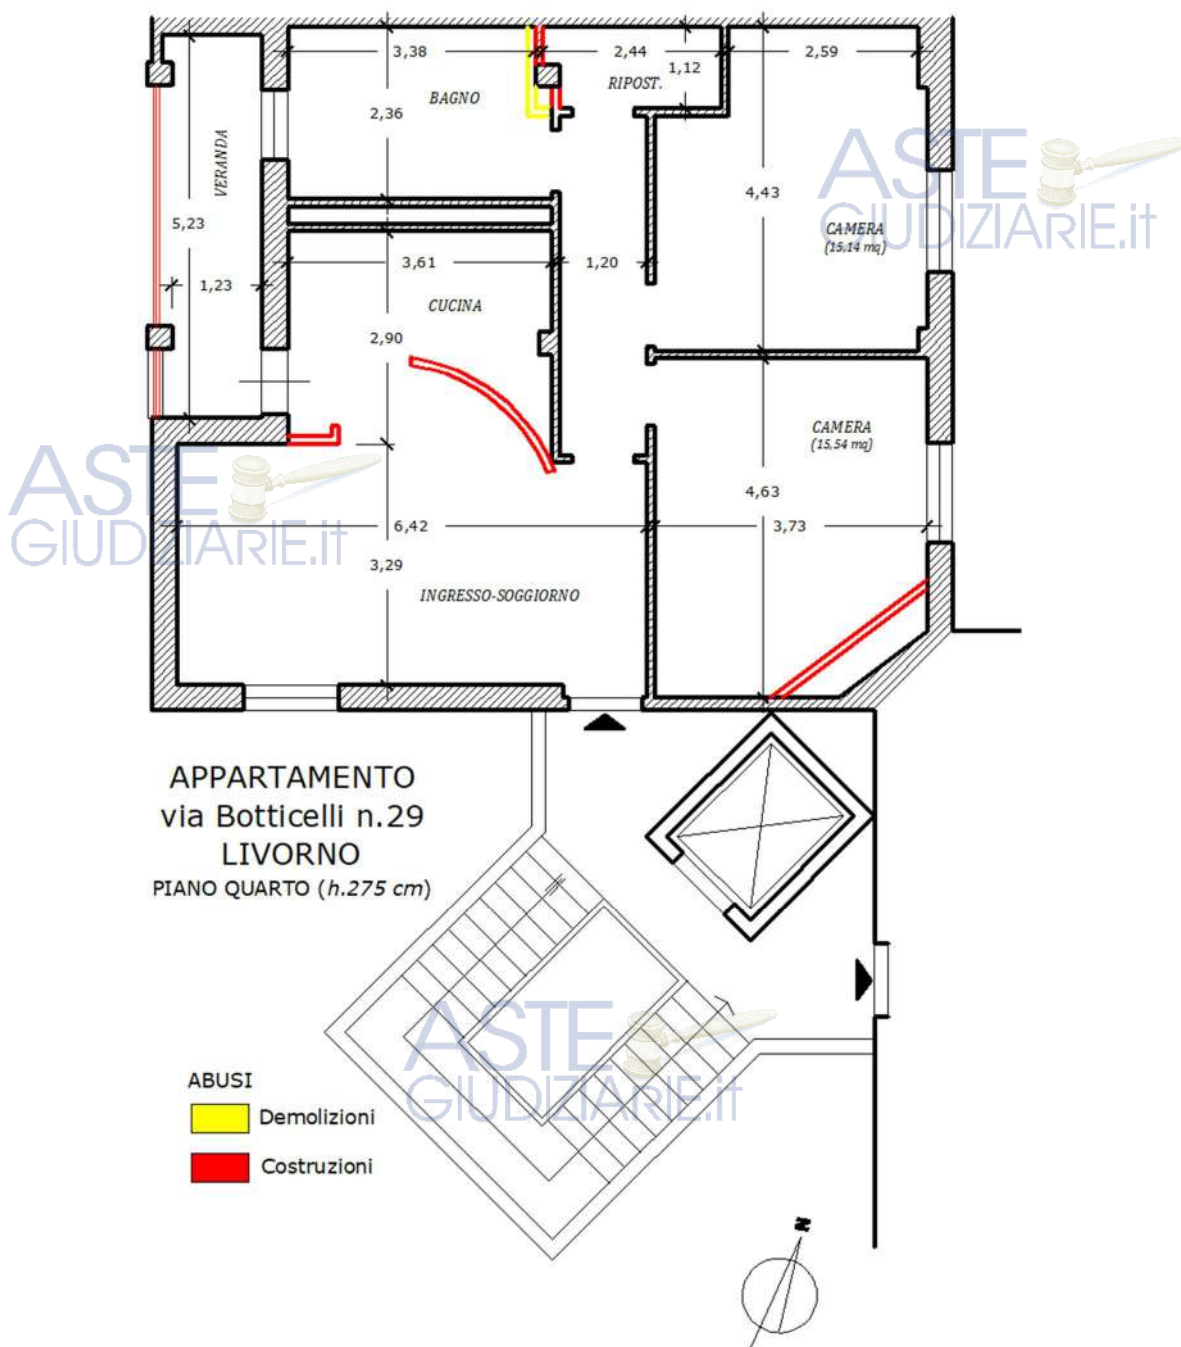 3,38
2,44
2,59
1,12
RIPOST.
BAGNO
2,36
VERANDA
ASTE
GIUDIZIARIE.it
4,43
5,23
CAMERA
(15,14 mq)
3,61
1,20
1,23
CUCINA
2,90
CAMERA
(15,54 mq)
ASTE
GIUDIZIARIE.it
4,63
6,42
3,73
3,29
INGRESSO-SOGGIORNO
APPARTAMENTO
via Botticelli n.29
LIVORNO
PIANO QUARTO (h.275 cm)
ASTE
GIUDIZIARIE.it
ABUSI
Demolizioni
Costruzioni
N